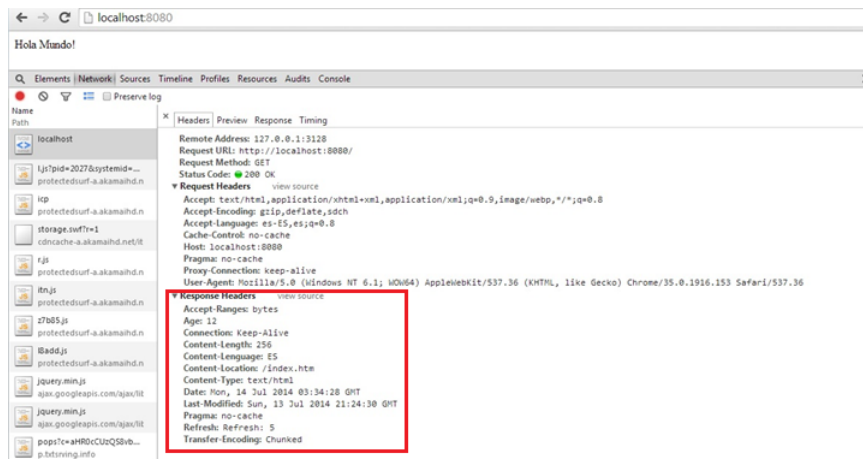 localhost:8080
Hola Mundo!
Elements Network Sources Timeline Profiles Resources Audits Console
Preserve log
Name
Path
localhost
l.js?pid=2027&systemid=...
protectedsurf-a.akamaihd.n
icp
protectedsurf-a.akamaihd.n
storage.swf?r=1
cdncache-a.akamaihd.net/it
r.js
protectedsurf-a.akamaihd.n
itn.js
protectedsurf-a.akamaihd.n
z7b85.js
protectedsurf-a.akamaihd.n
l8add.js
protectedsurf-a.akamaihd.n
jquery.min.js
ajax.googleapis.com/ajax/lit
jquery.min.js
ajax.googleapis.com/ajax/lit
pops?c=aHR0cCUzQS8vb...
p.txtsrving.info
× Headers Preview Response Timing
Remote Address: 127.0.0.1:3128
Request URL: http://localhost:8080/
Request Method: GET
Status Code: 200 OK
▼ Request Headers view source
Accept: text/html,application/xhtml+xml,application/xml;q=0.9,image/webp,*/*;q=0.8
Accept-Encoding: gzip,deflate,sdch
Accept-Language: es-ES,es;q=0.8
Cache-Control: no-cache
Host: localhost:8080
Pragma: no-cache
Proxy-Connection: keep-alive
User-Agent: Mozilla/5.0 (Windows NT 6.1; WOW64) AppleWebKit/537.36 (KHTML, like Gecko) Chrome/35.0.1916.153 Safari/537.36
▼ Response Headers view source
Accept-Ranges: bytes
Age: 12
Connection: Keep-Alive
Content-Length: 256
Content-Lenguage: ES
Content-Location: /index.htm
Content-Type: text/html
Date: Mon, 14 Jul 2014 03:34:28 GMT
Last-Modified: Sun, 13 Jul 2014 21:24:30 GMT
Pragma: no-cache
Refresh: Refresh: 5
Transfer-Encoding: Chunked